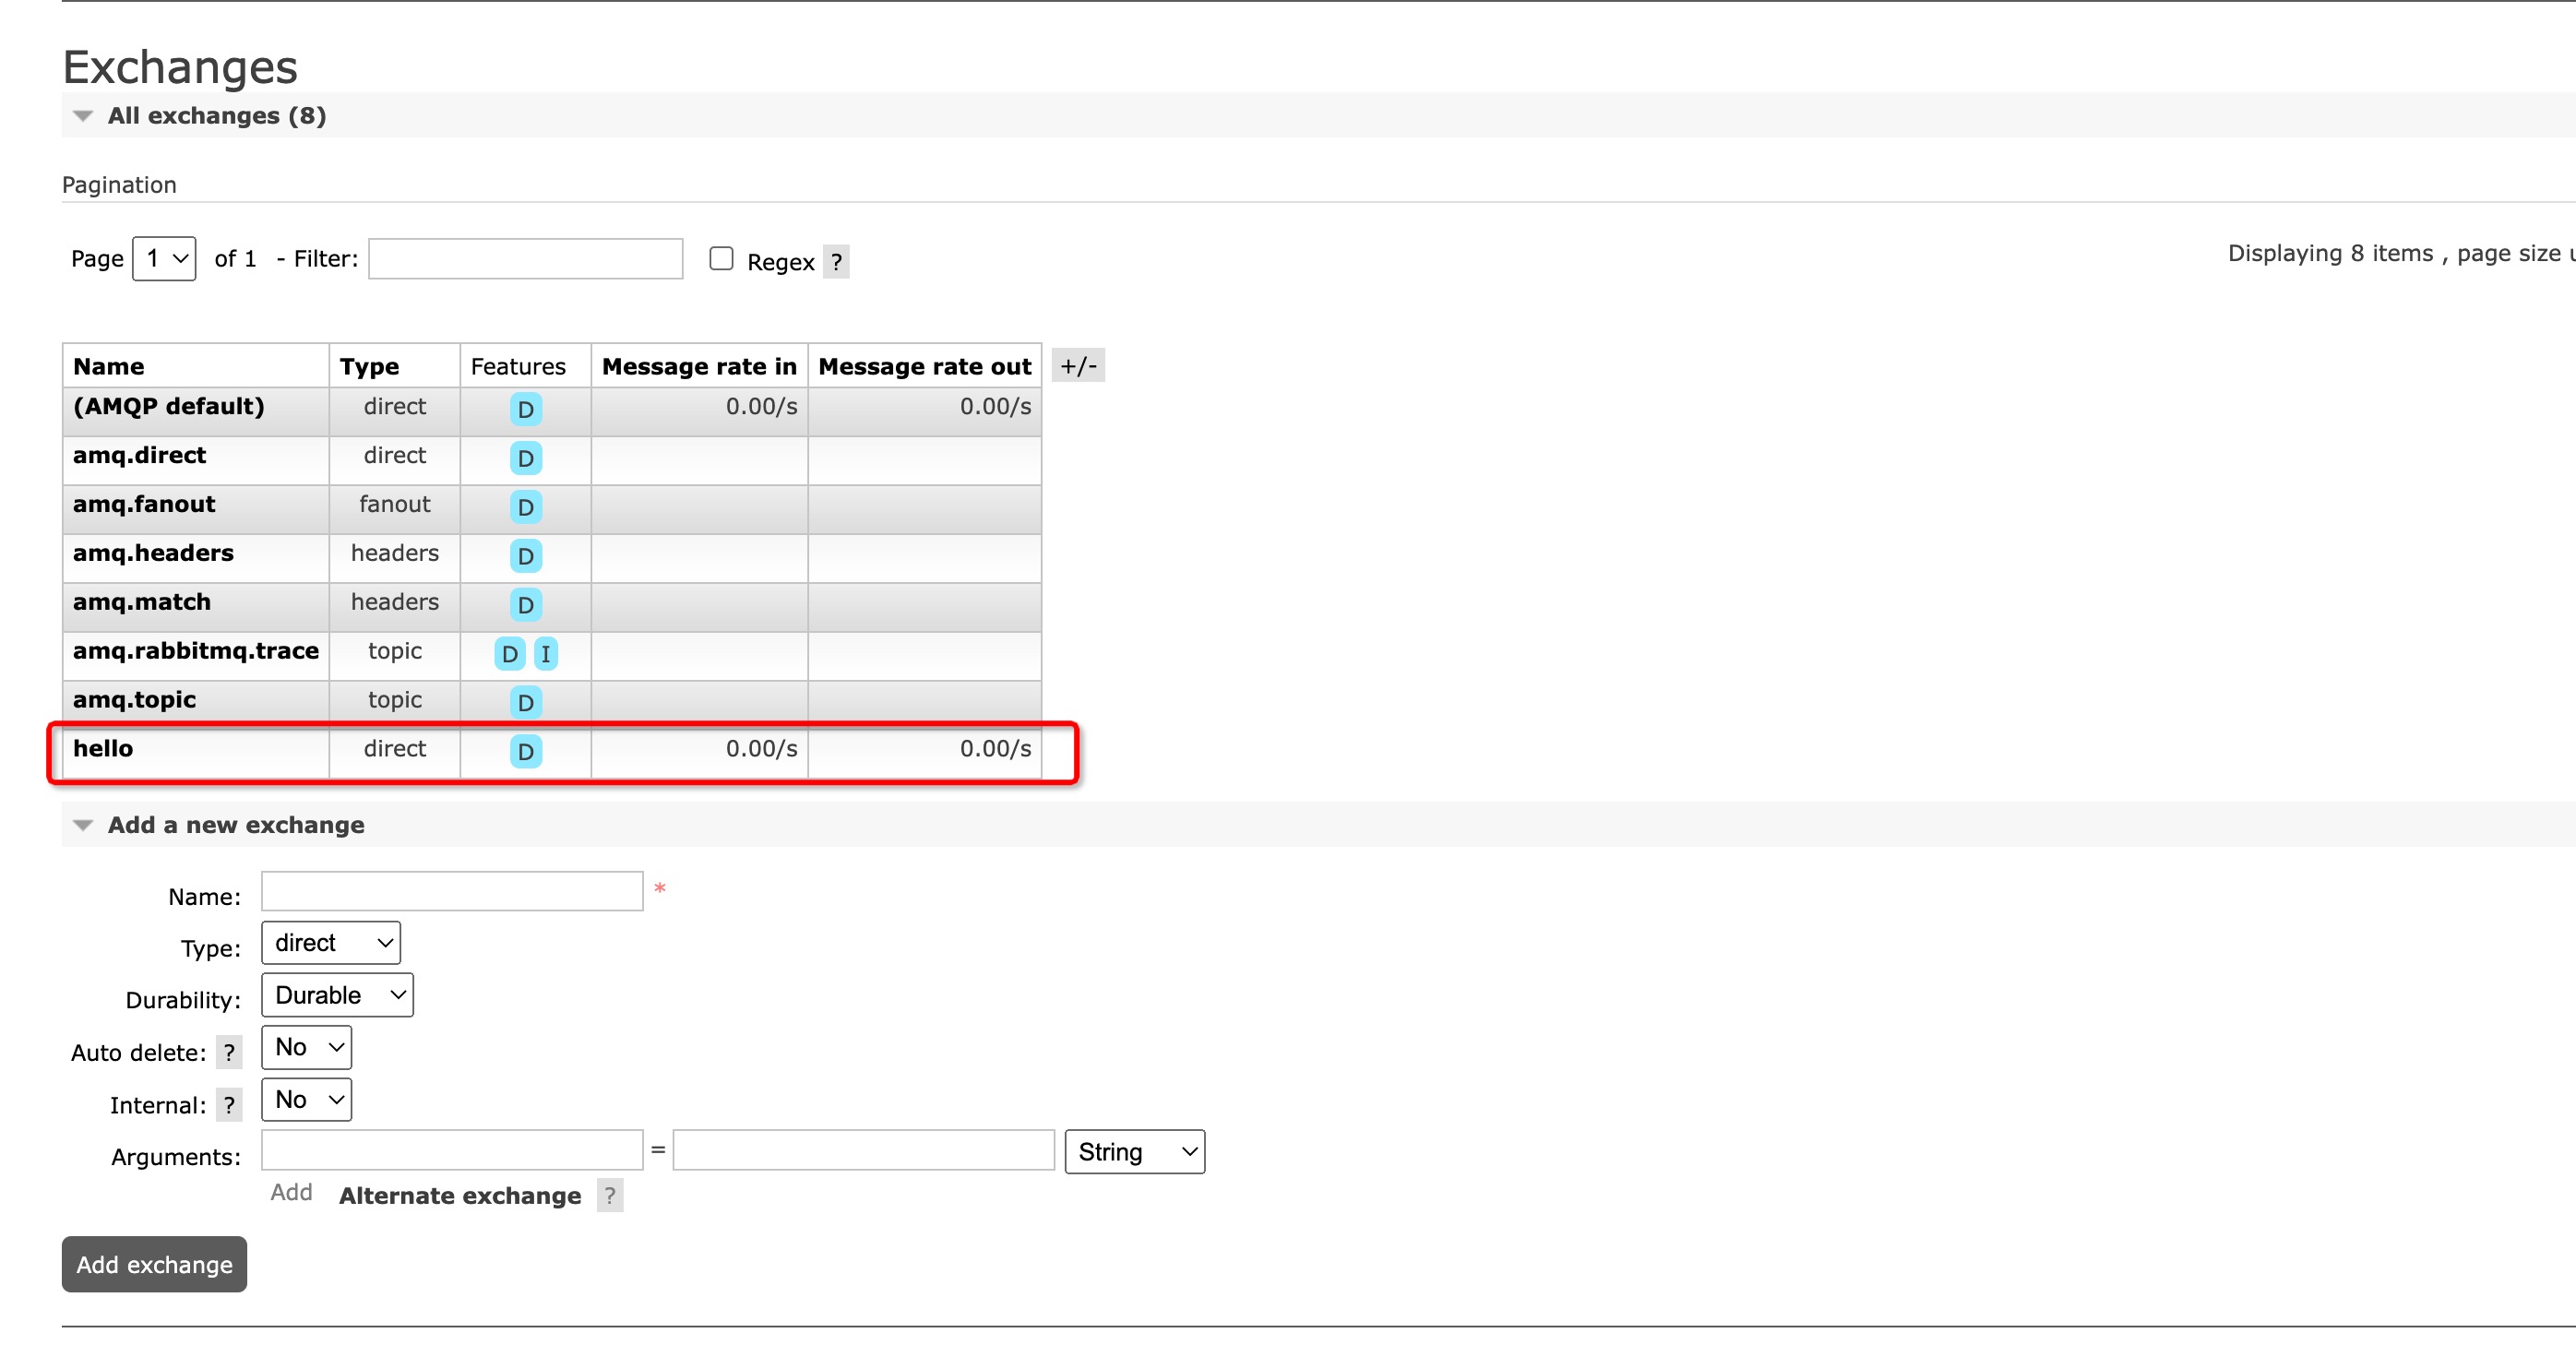 Exchanges
All exchanges (8)
Pagination
Page 1 of 1 - Filter: Regex ? Displaying 8 items , page size
Name Type Features Message rate in Message rate out +/-
(AMQP default) direct D 0.00/s 0.00/s
amq.direct direct D
amq.fanout fanout D
amq.headers headers D
amq.match headers D
amq.rabbitmq.trace topic D I
amq.topic topic D
hello direct D 0.00/s 0.00/s
Add a new exchange
Name: *
Type: direct
Durability: Durable
Auto delete: ? No
Internal: ? No
Arguments: = String
Add Alternate exchange ?
Add exchange